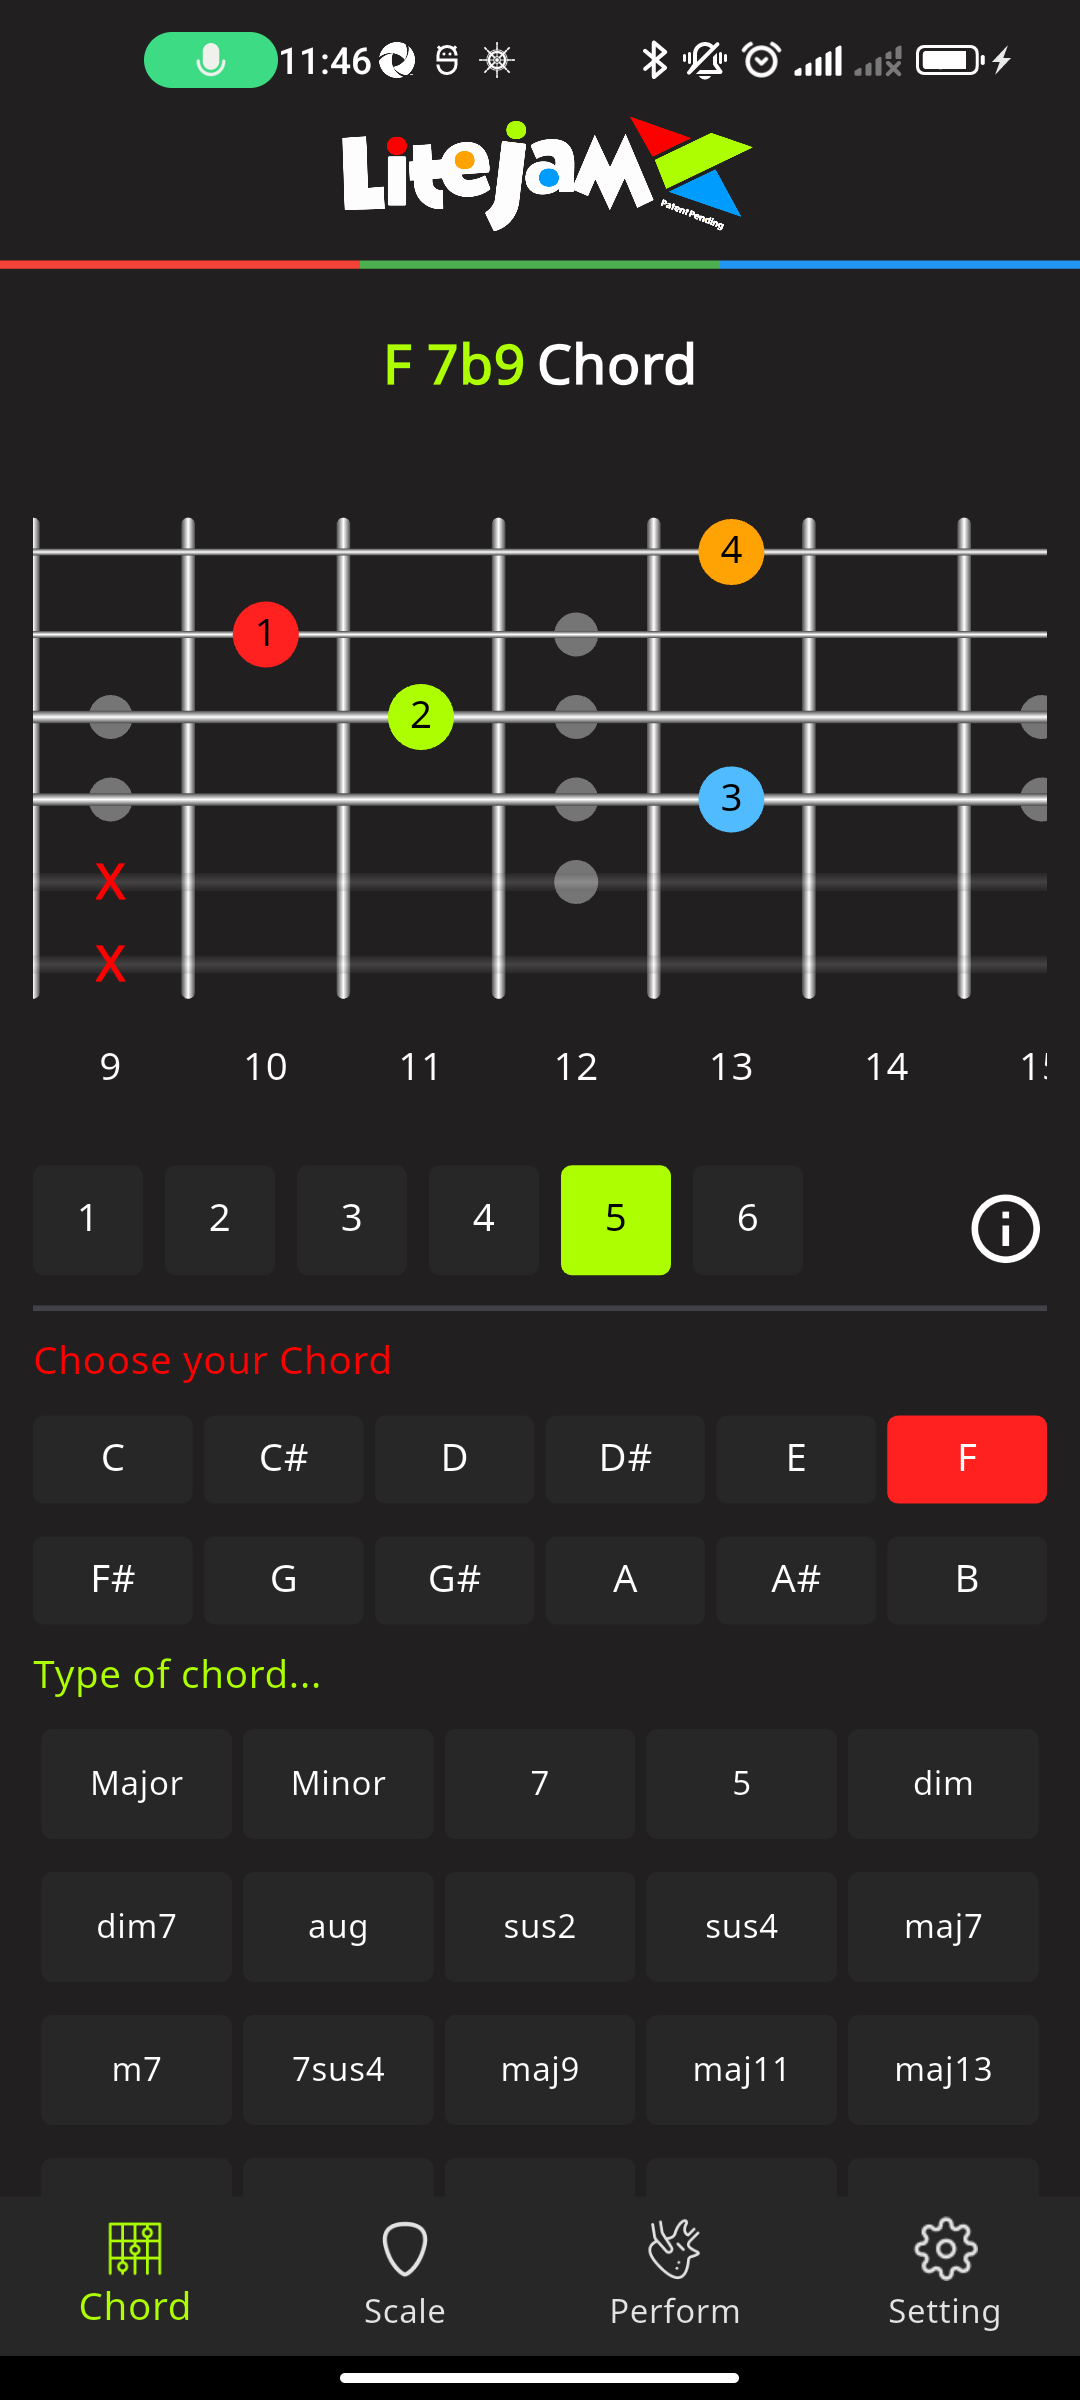 11:46
Litejam
Patent Pending
F 7b9 Chord
4
1
2
3
X
X
9 10 11 12 13 14 15
1 2 3 4 5 6
Choose your Chord
C C# D D# E F
F# G G# A A# B
Type of chord...
Major Minor 7 5 dim
dim7 aug sus2 sus4 maj7
m7 7sus4 maj9 maj11 maj13
Chord Scale Perform Setting